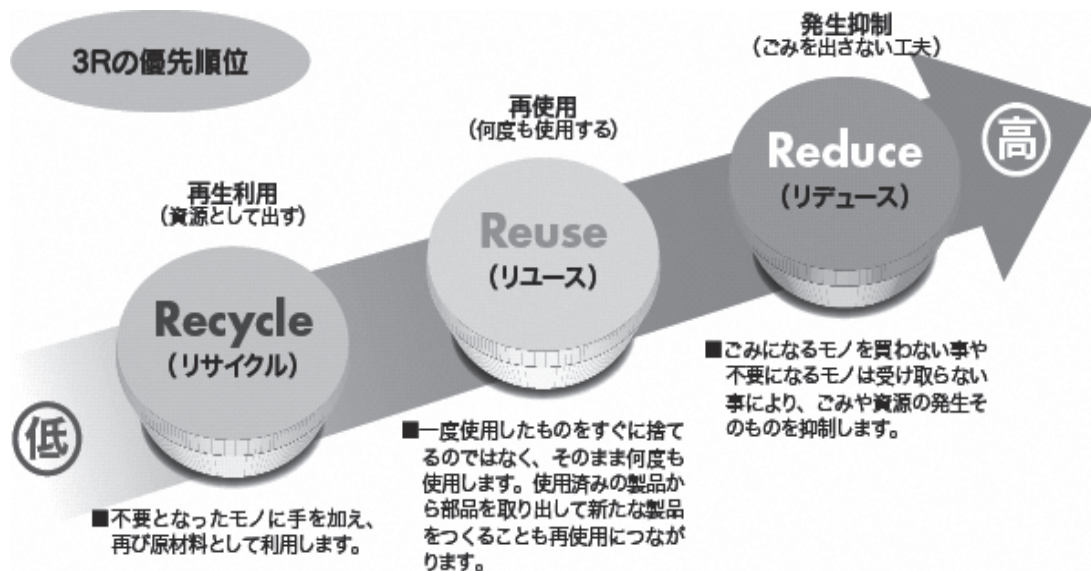 3Rの優先順位
発生抑制
(ごみを出さない工夫)
高
Reduce
(リデュース)
再使用
(何度も使用する)
Reuse
(リユース)
再生利用
(資源として出す)
Recycle
(リサイクル)
低
■ごみになるモノを買わない事や
不要になるモノは受け取らない
事により、ごみや資源の発生そ
のものを抑制します。
■一度使用したものをすぐに捨て
るのではなく、そのまま何度も
使用します。使用済みの製品か
ら部品を取り出して新たな製品
をつくることも再使用につなが
ります。
■不要となったモノに手を加え、
再び原材料として利用します。